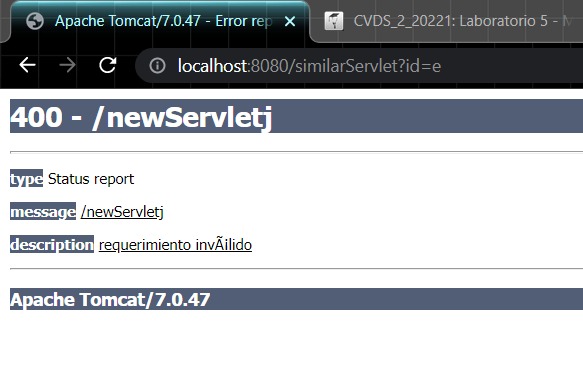 Apache Tomcat/7.0.47 - Error rep
CVDS_2_20221: Laboratorio 5 - M
localhost:8080/similarServlet?id=e
400 - /newServletj
type Status report
message /newServletj
description requerimiento invÃ¡lido
Apache Tomcat/7.0.47